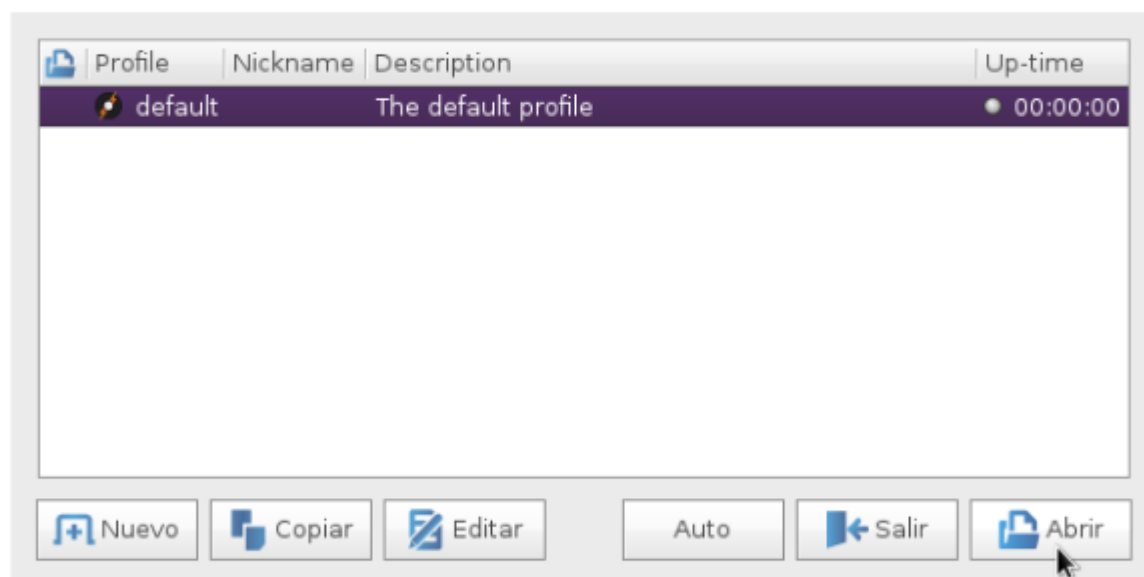 Profile Nickname Description Up-time
default The default profile 00:00:00
Nuevo Copiar Editar Auto Salir Abrir